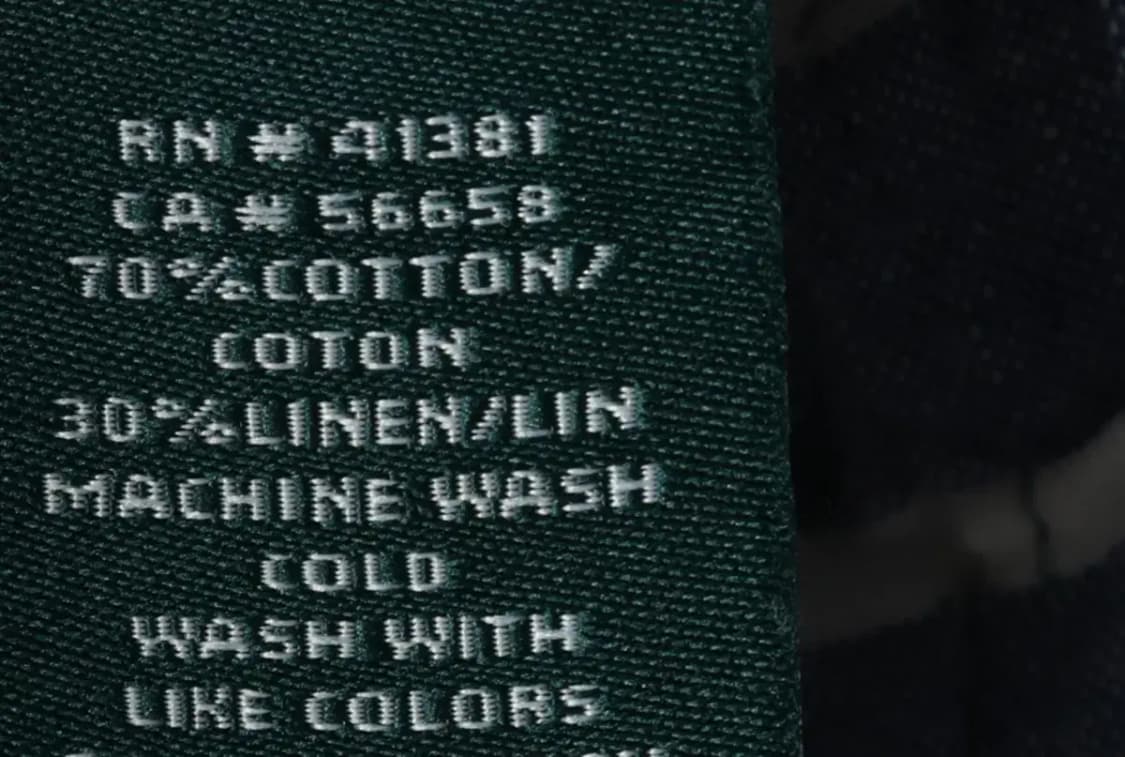 RN # 41381
CA # 56658
70%COTTON/
COTON
30%LINEN/LIN
MACHINE WASH
COLD
WASH WITH
LIKE COLORS